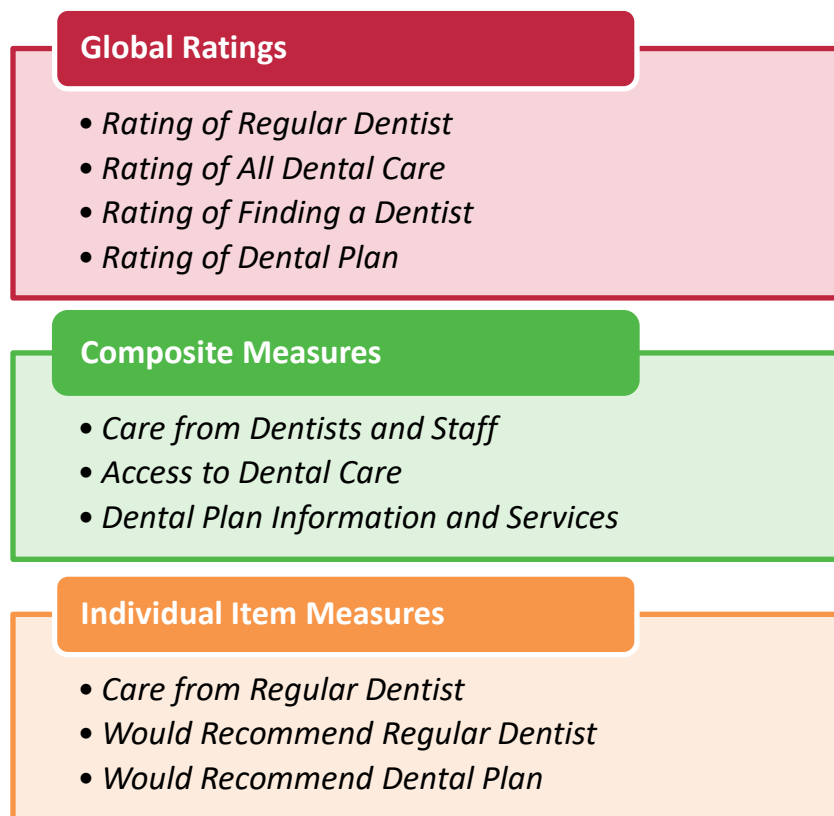 Global Ratings
• Rating of Regular Dentist
• Rating of All Dental Care
• Rating of Finding a Dentist
• Rating of Dental Plan
Composite Measures
• Care from Dentists and Staff
• Access to Dental Care
• Dental Plan Information and Services
Individual Item Measures
• Care from Regular Dentist
• Would Recommend Regular Dentist
• Would Recommend Dental Plan